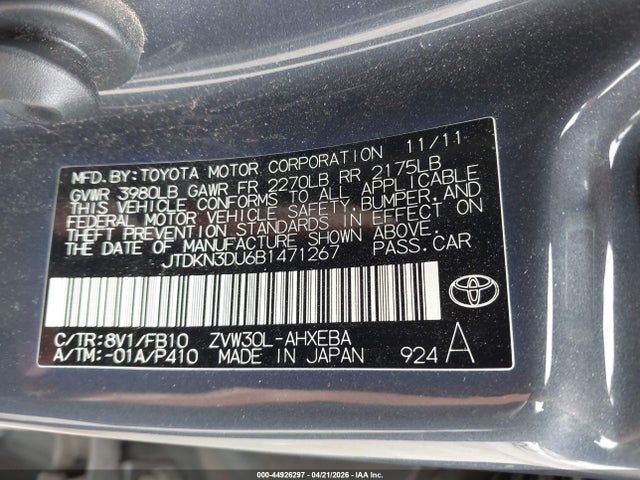 MFD. BY: TOYOTA MOTOR CORPORATION 11/11
GVWR 3980LB GAWR FR 2270LB RR 2175LB
THIS VEHICLE CONFORMS TO ALL APPLICABLE
FEDERAL MOTOR VEHICLE SAFETY, BUMPER, AND
THEFT PREVENTION STANDARDS IN EFFECT ON
THE DATE OF MANUFACTURE SHOWN ABOVE.
JTDKN3DU6B1471267 PASS.CAR
C/TR:8V1/FB10 ZVW30L-AHXEBA
A/TM:-01A/P410 MADE IN JAPAN 924 A
000-44926297 - 04/21/2026 - IAAI, Inc.